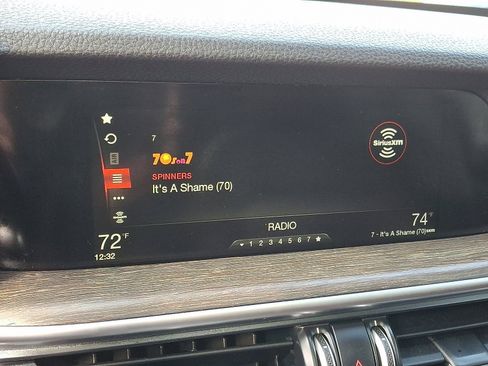 7
70s on 7
SiriusXM
SPINNERS
It's A Shame (70)
RADIO
72°F
1 2 3 4 5 6 7
74°F
12:32
7 - It's A Shame (70) SXM